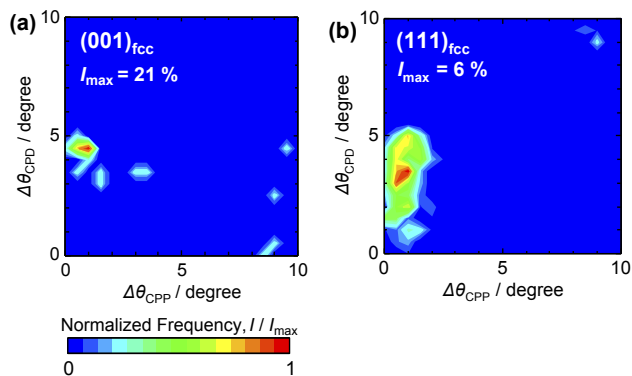 (a)
(001)fcc
Imax = 21 %
10
5
0
ΔθCPD / degree
0 5 10
ΔθCPP / degree
(b)
(111)fcc
Imax = 6 %
10
5
0
ΔθCPD / degree
0 5 10
ΔθCPP / degree
Normalized Frequency, I / Imax
0 1